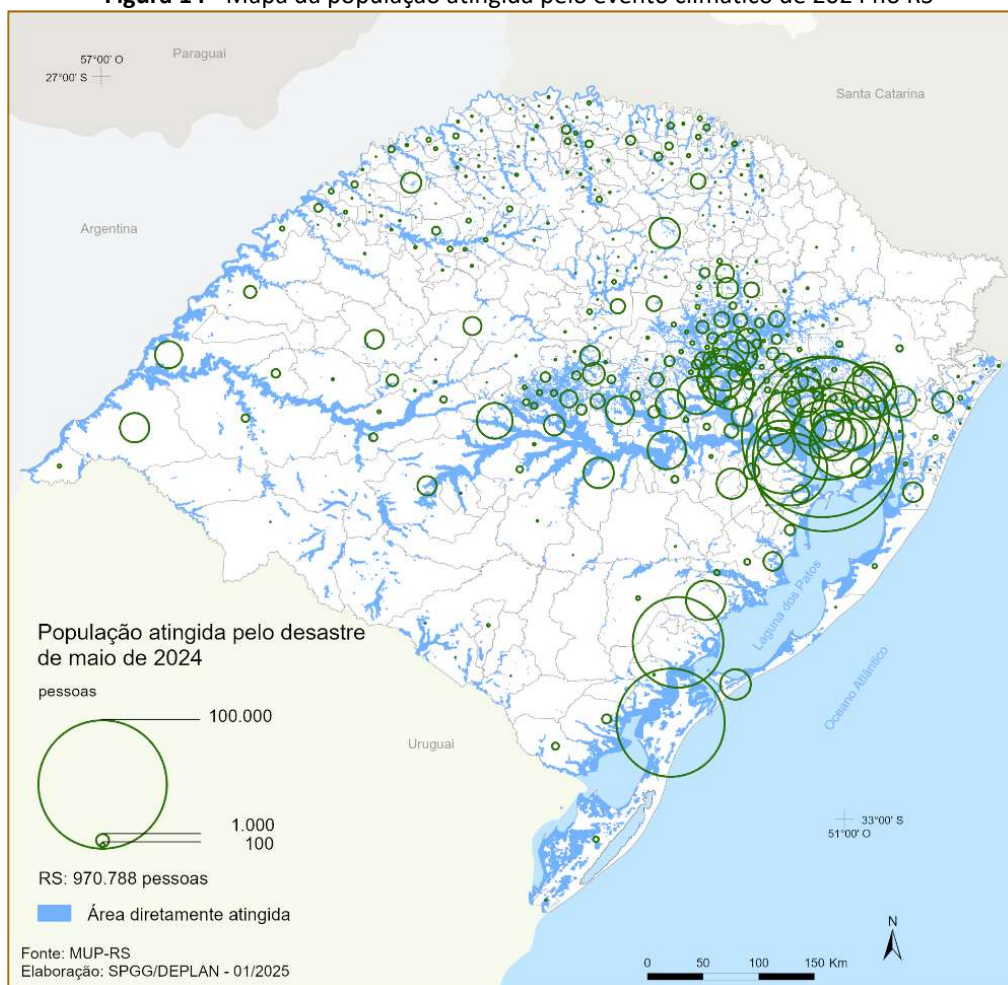 Figura 14 - Mapa da população atingida pelo evento climático de 2024 no RS
57°00' O
27°00' S
Paraguai
Santa Catarina
Argentina
Laguna dos Patos
Oceano Atlântico
Uruguai
33°00' S
51°00' O
População atingida pelo desastre
de maio de 2024
pessoas
100.000
1.000
100
RS: 970.788 pessoas
Área diretamente atingida
Fonte: MUP-RS
Elaboração: SPGG/DEPLAN - 01/2025
N
0 50 100 150 Km